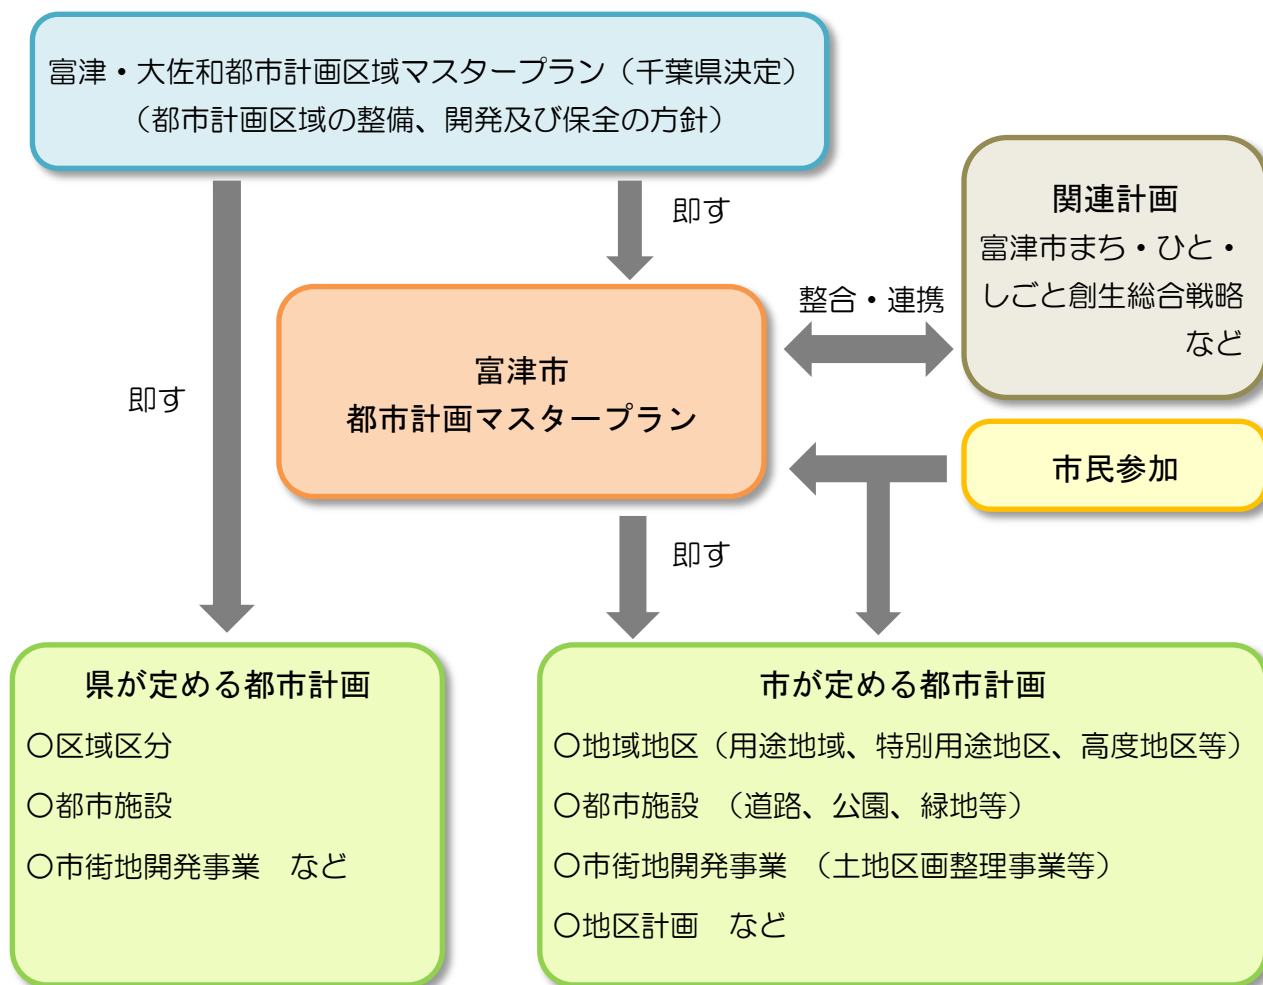 富津・大佐和都市計画区域マスタープラン（千葉県決定）
（都市計画区域の整備、開発及び保全の方針）
即す
関連計画
富津市まち・ひと・
しごと創生総合戦略
など
整合・連携
富津市
都市計画マスタープラン
即す
市民参加
即す
県が定める都市計画
〇区域区分
〇都市施設
〇市街地開発事業　など
市が定める都市計画
〇地域地区（用途地域、特別用途地区、高度地区等）
〇都市施設　（道路、公園、緑地等）
〇市街地開発事業　（土地区画整理事業等）
〇地区計画　など